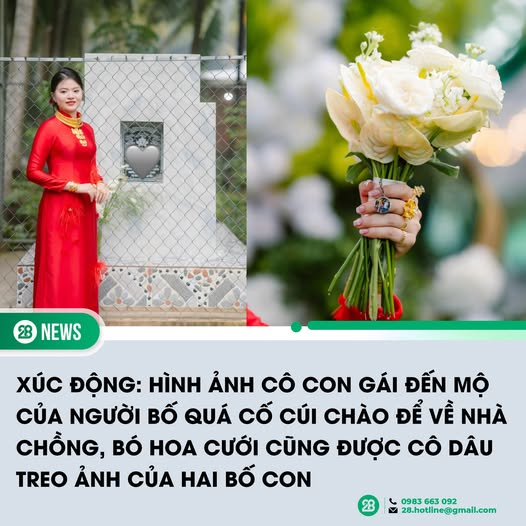 28
28 NEWS
XÚC ĐỘNG: HÌNH ẢNH CÔ CON GÁI ĐẾN MỘ
CỦA NGƯỜI BỐ QUÁ CỐ CÚI CHÀO ĐỂ VỀ NHÀ
CHỒNG, BÓ HOA CƯỚI CŨNG ĐƯỢC CÔ DÂU
TREO ẢNH CỦA HAI BỐ CON
28
0983 663 092
28.hotline@gmail.com